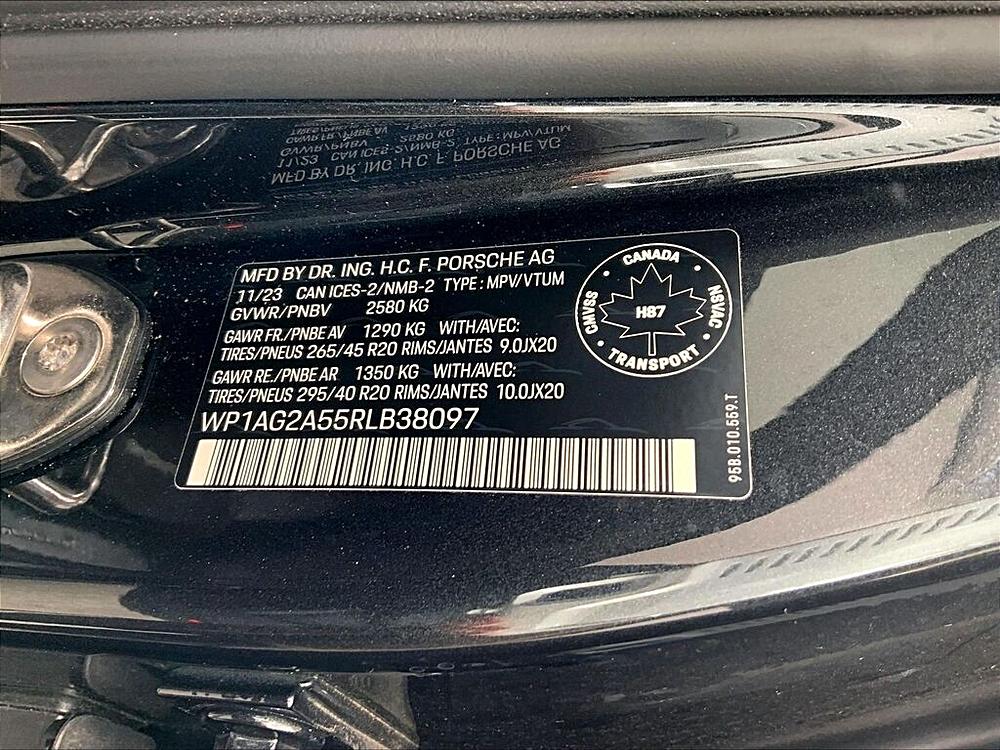 MFD BY DR. ING. H.C. F. PORSCHE AG
11/23 CAN ICES-2/NMB-2 TYPE : MPV/VTUM
GVWR/PNBV 2580 KG
GAWR FR./PNBE AV 1290 KG WITH/AVEC:
TIRES/PNEUS 265/45 R20 RIMS/JANTES 9.0JX20
GAWR RE./PNBE AR 1350 KG WITH/AVEC:
TIRES/PNEUS 295/40 R20 RIMS/JANTES 10.0JX20
WP1AG2A55RLB38097
CANADA
CMVSS
NSVAC
H87
• TRANSPORT •
95B.010.559.T